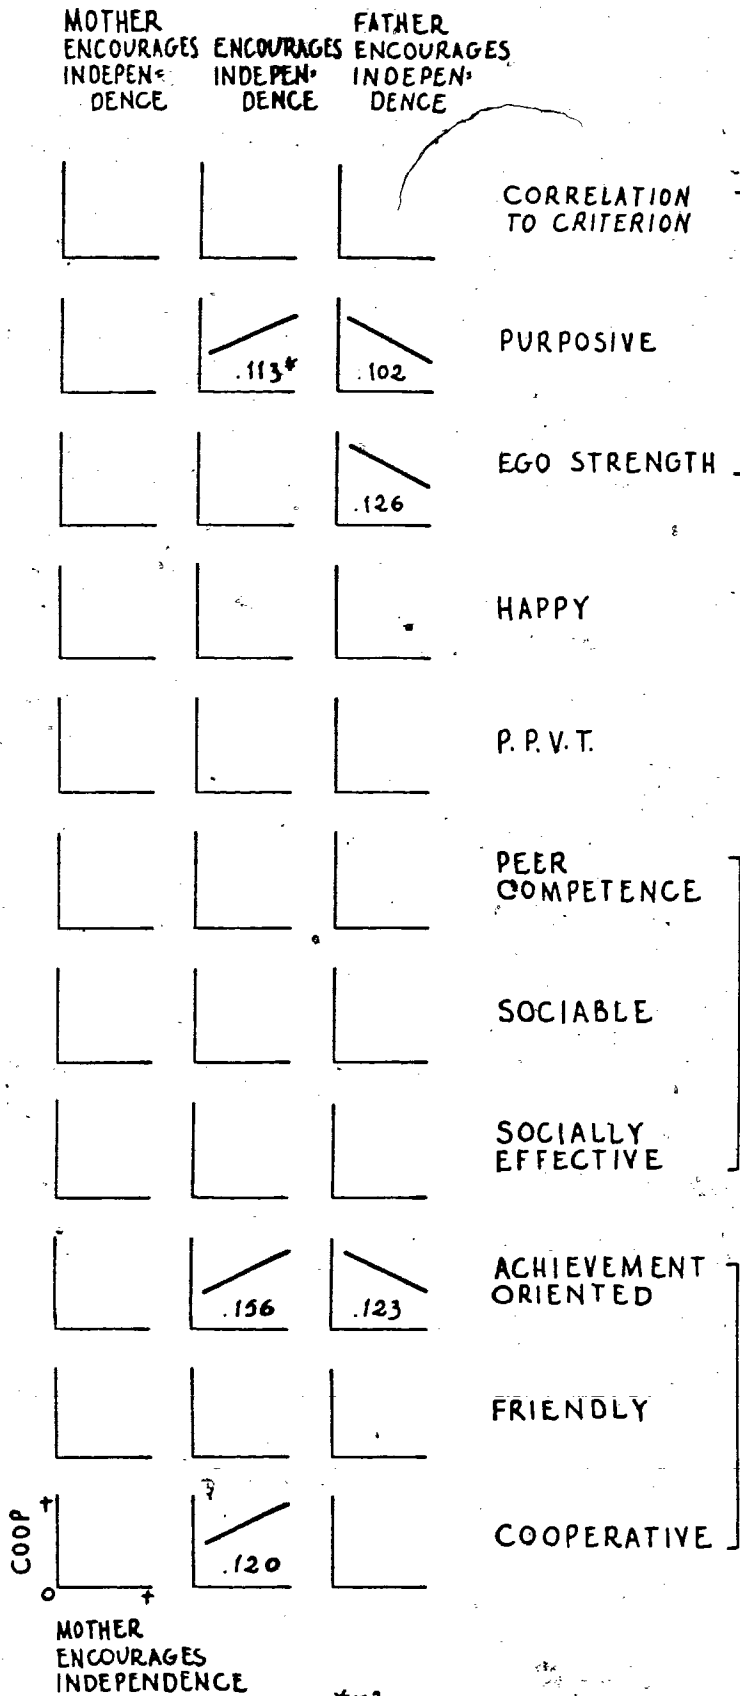 MOTHER
ENCOURAGES
INDEPEN=
DENCE
ENCOURAGES
INDEPEN=
DENCE
FATHER
ENCOURAGES
INDEPEN=
DENCE
CORRELATION
TO CRITERION
.113* .102 PURPOSIVE
.126 EGO STRENGTH
HAPPY
P.P.V.T.
PEER
COMPETENCE
SOCIABLE
SOCIALLY
EFFECTIVE
.156 .123 ACHIEVEMENT
ORIENTED
FRIENDLY
COOP + .120 COOPERATIVE
0 +
MOTHER
ENCOURAGES
INDEPENDENCE